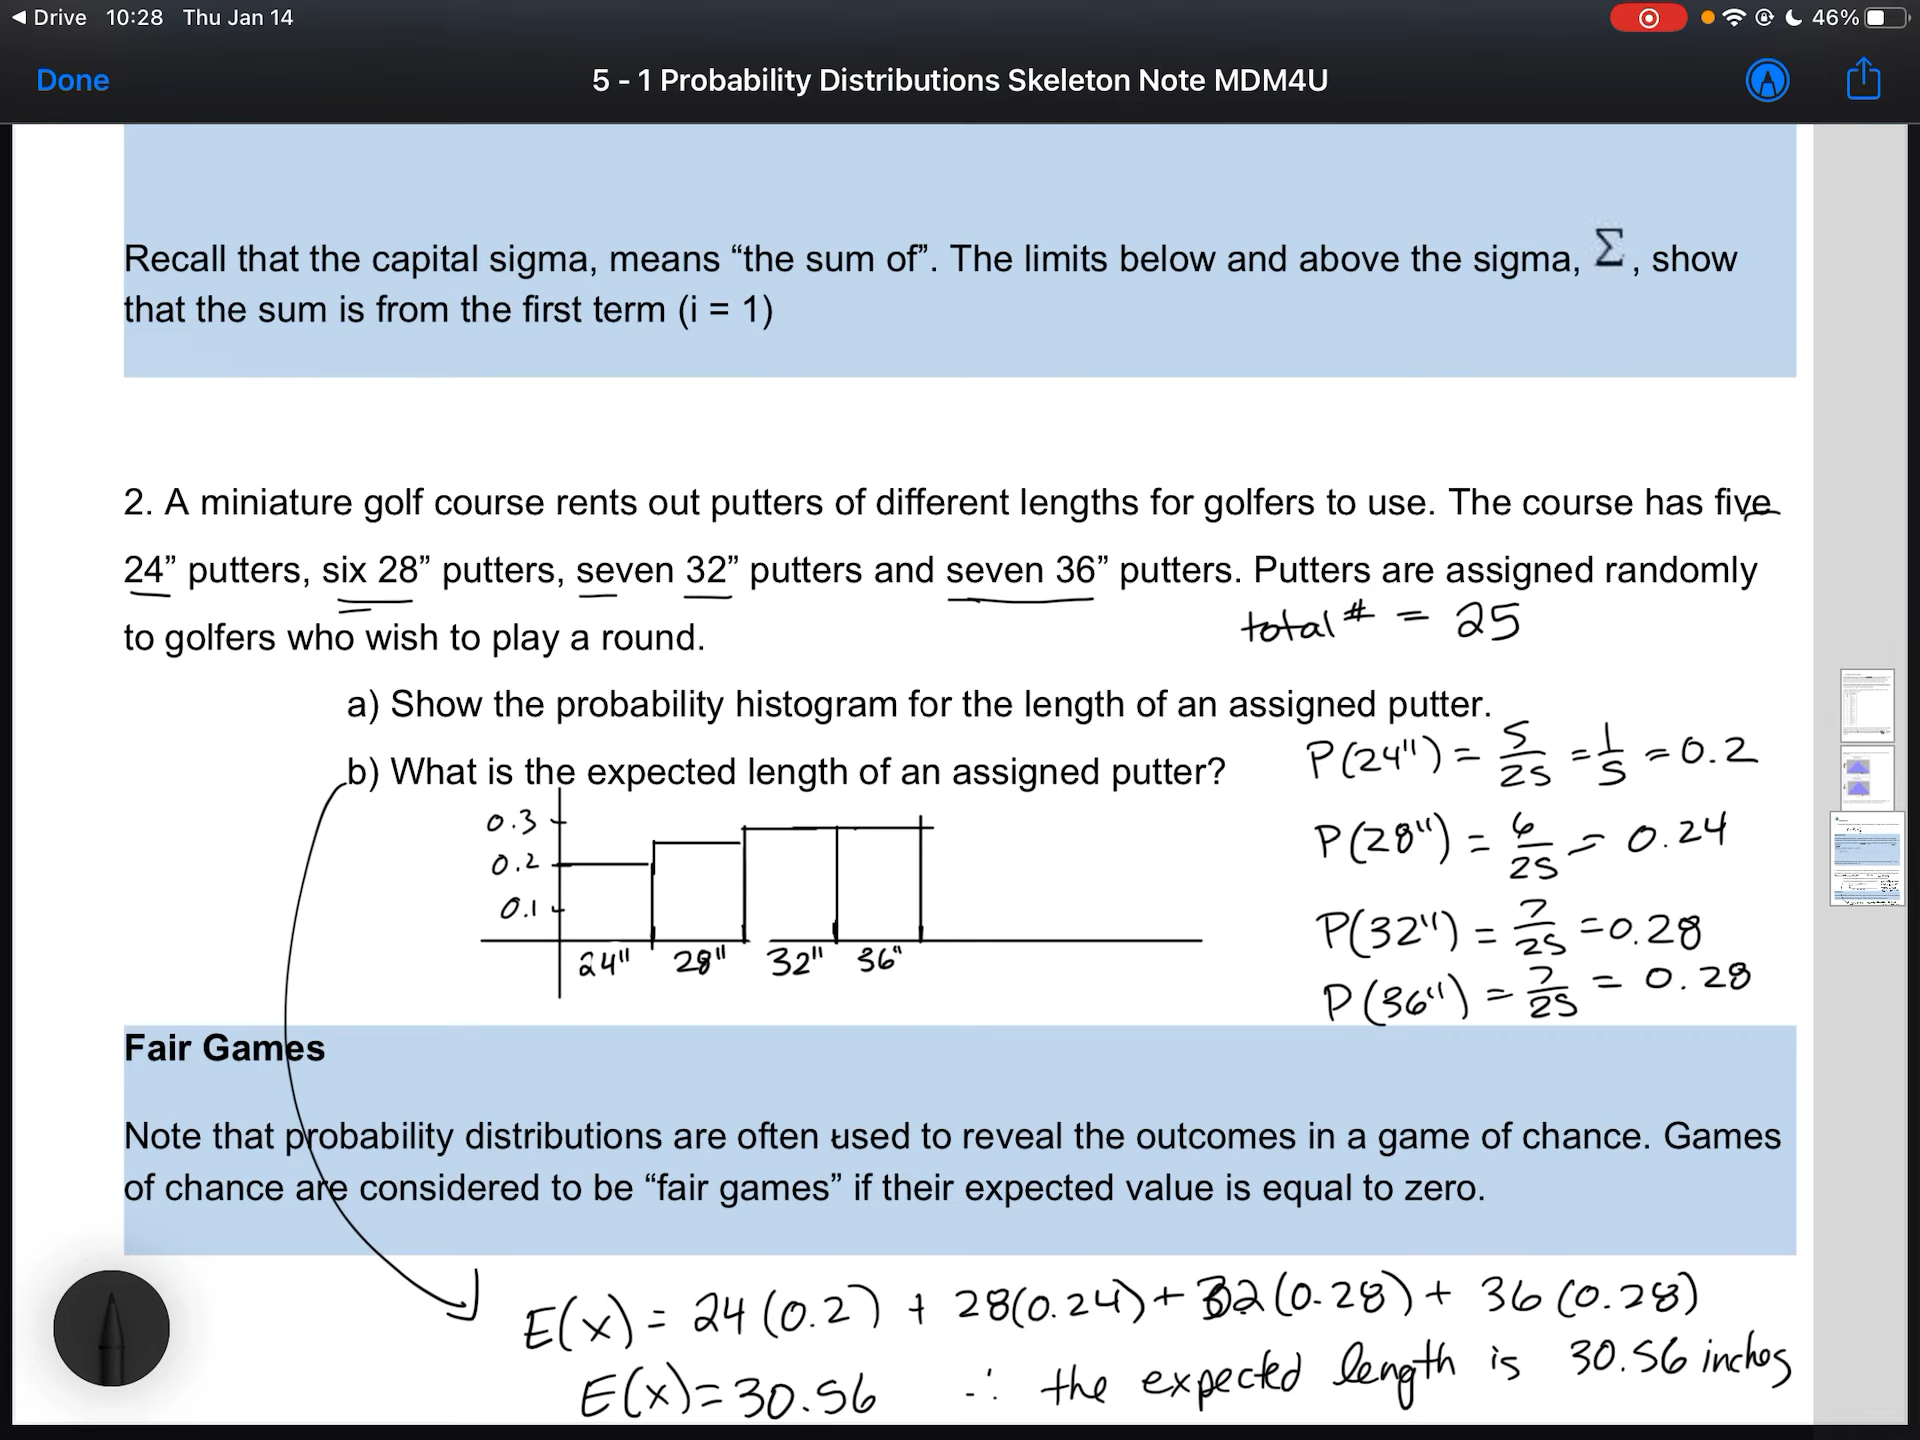 ◀ Drive 10:28 Thu Jan 14 46%
Done 5 - 1 Probability Distributions Skeleton Note MDM4U
Recall that the capital sigma, means “the sum of”. The limits below and above the sigma, Σ, show
that the sum is from the first term (i = 1)
2. A miniature golf course rents out putters of different lengths for golfers to use. The course has five
24” putters, six 28” putters, seven 32” putters and seven 36” putters. Putters are assigned randomly
total # = 25
to golfers who wish to play a round.
a) Show the probability histogram for the length of an assigned putter.
P(24") = 5/25 = 1/5 = 0.2
b) What is the expected length of an assigned putter?
0.3
0.2
0.1
24" 28" 32" 36"
P(28") = 6/25 = 0.24
P(32") = 7/25 = 0.28
P(36") = 7/25 = 0.28
Fair Games
Note that probability distributions are often used to reveal the outcomes in a game of chance. Games
of chance are considered to be “fair games” if their expected value is equal to zero.
E(x) = 24(0.2) + 28(0.24) + 32(0.28) + 36(0.28)
E(x) = 30.56 ∴ the expected length is 30.56 inches